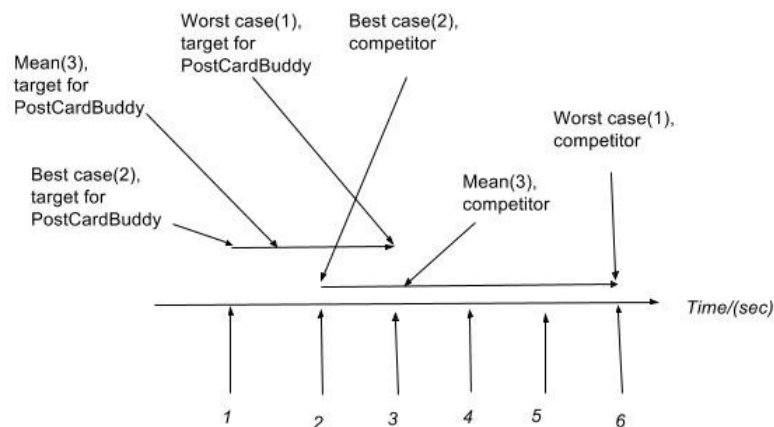 Worst case(1),
target for
PostCardBuddy
Best case(2),
competitor
Mean(3),
target for
PostCardBuddy
Worst case(1),
competitor
Best case(2),
target for
PostCardBuddy
Mean(3),
competitor
Time/(sec)
1
2
3
4
5
6